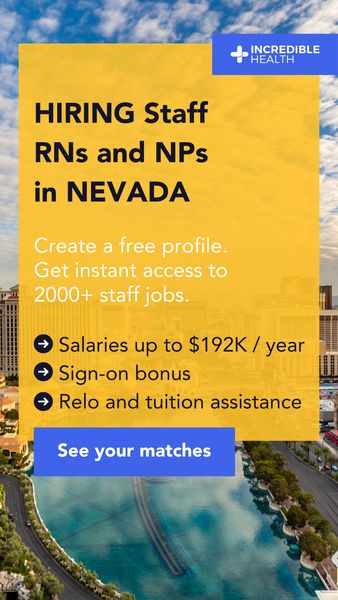 INCREDIBLE
HEALTH
HIRING Staff
RNs and NPs
in NEVADA
Create a free profile.
Get instant access to
2000+ staff jobs.
Salaries up to $192K / year
Sign-on bonus
Relo and tuition assistance
See your matches